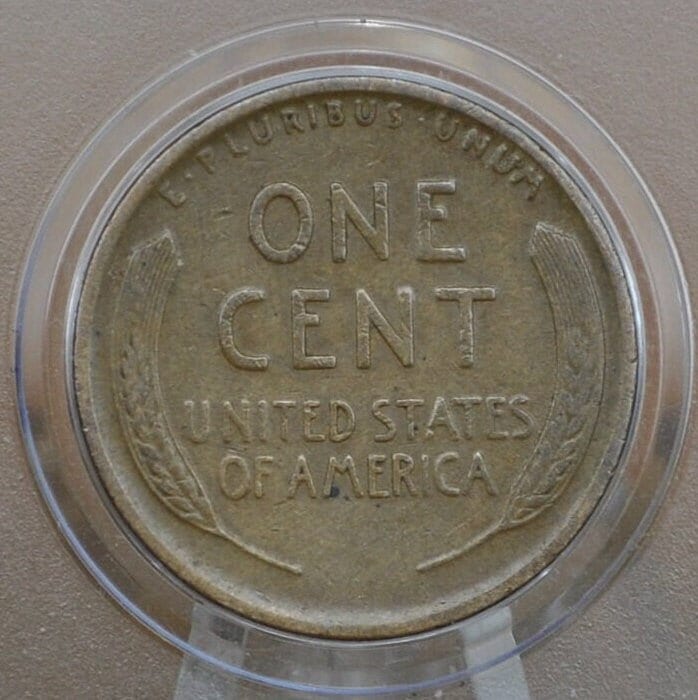 E · PLURIBUS · UNUM
ONE
CENT
UNITED STATES
OF AMERICA